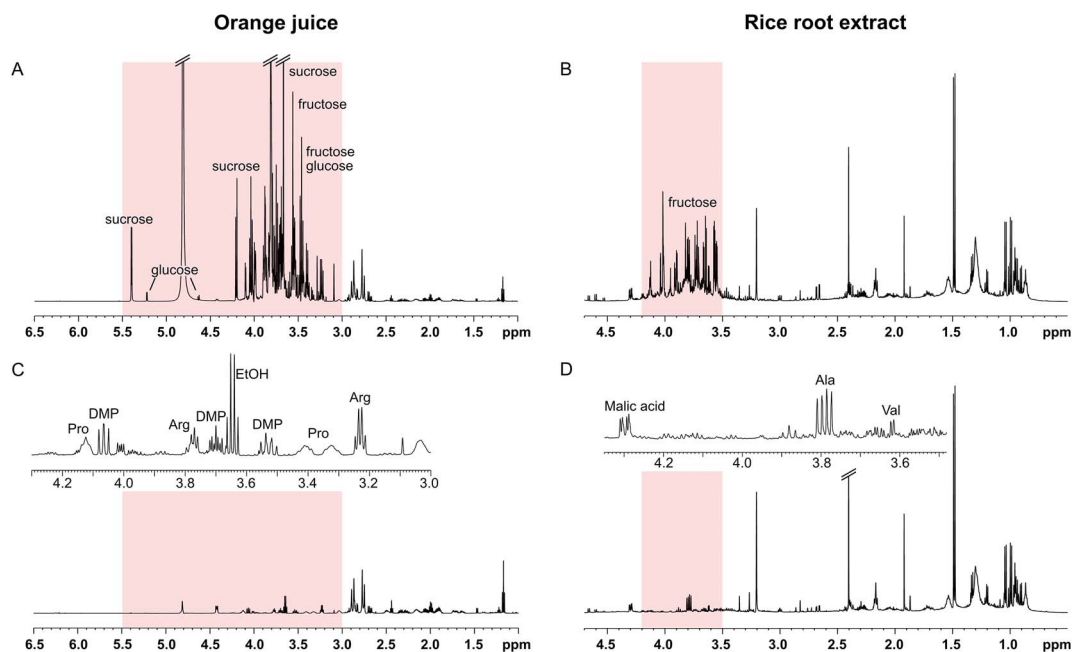 Orange juice
Rice root extract
A
sucrose
fructose
fructose
glucose
sucrose
sucrose
glucose
6.5 6.0 5.5 5.0 4.5 4.0 3.5 3.0 2.5 2.0 1.5 ppm
B
fructose
4.5 4.0 3.5 3.0 2.5 2.0 1.5 1.0 ppm
C
EtOH
Pro
DMP
Arg
DMP
DMP
Pro
Arg
4.2 4.0 3.8 3.6 3.4 3.2 3.0
6.5 6.0 5.5 5.0 4.5 4.0 3.5 3.0 2.5 2.0 1.5 ppm
D
Malic acid
Ala
Val
4.2 4.0 3.8 3.6
4.5 4.0 3.5 3.0 2.5 2.0 1.5 1.0 ppm